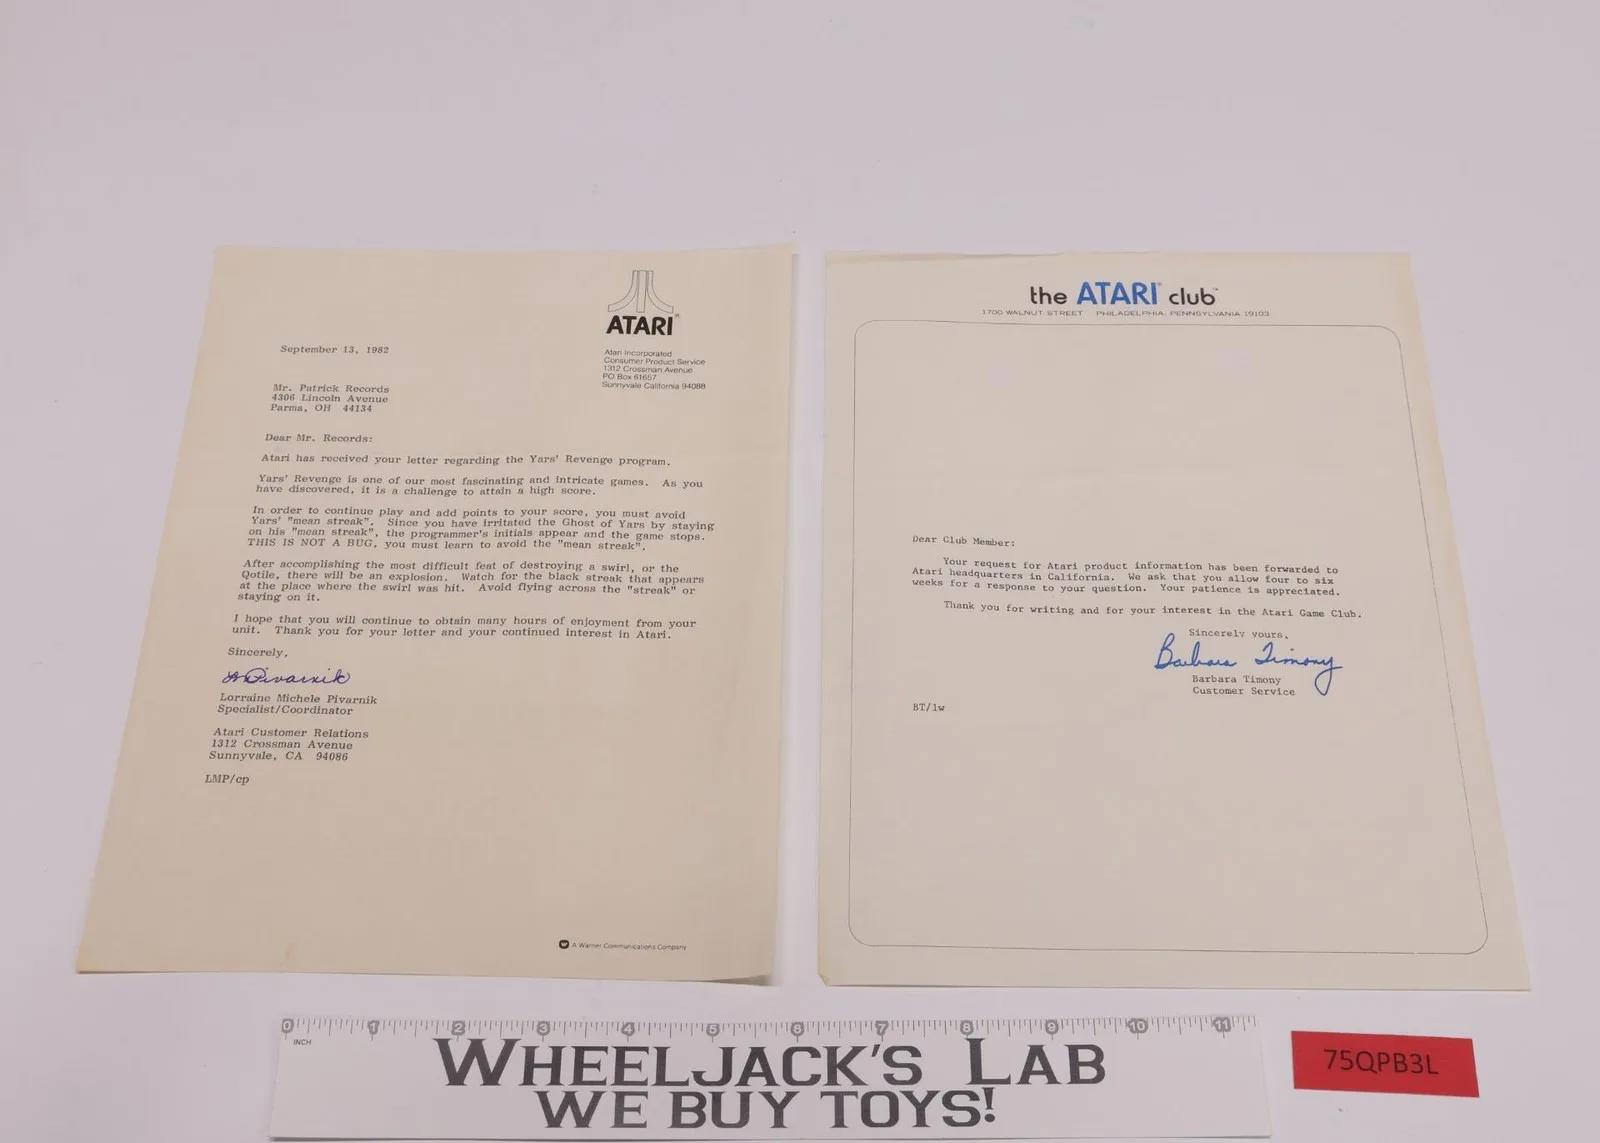 ATARI®
Atari Incorporated
Consumer Product Service
1312 Crossman Avenue
PO Box 61657
Sunnyvale California 94088
September 13, 1982
Mr. Patrick Records
4306 Lincoln Avenue
Parma, OH 44134
Dear Mr. Records:
Atari has received your letter regarding the Yars' Revenge program.
Yars' Revenge is one of our most fascinating and intricate games. As you
have discovered, it is a challenge to attain a high score.
In order to continue play and add points to your score, you must avoid
Yars' "mean streak". Since you have irritated the Ghost of Yars by staying
on his "mean streak", the programmer's initials appear and the game stops.
THIS IS NOT A BUG, you must learn to avoid the "mean streak".
After accomplishing the most difficult feat of destroying a swirl, or the
Qotile, there will be an explosion. Watch for the black streak that appears
at the place where the swirl was hit. Avoid flying across the "streak" or
staying on it.
I hope that you will continue to obtain many hours of enjoyment from your
unit. Thank you for your letter and your continued interest in Atari.
Sincerely,
Lorraine Michele Pivarnik
Specialist/Coordinator
Atari Customer Relations
1312 Crossman Avenue
Sunnyvale, CA 94086
LMP/cp
A Warner Communications Company
the ATARI® club™
1700 WALNUT STREET PHILADELPHIA, PENNSYLVANIA 19103
Dear Club Member:
Your request for Atari product information has been forwarded to
Atari headquarters in California. We ask that you allow four to six
weeks for a response to your question. Your patience is appreciated.
Thank you for writing and for your interest in the Atari Game Club.
Sincerely yours,
Barbara Timony
Barbara Timony
Customer Service
BT/lw
0 1 2 3 4 5 6 7 8 9 10 11
INCH
WHEELJACK'S LAB
WE BUY TOYS!
75QPB3L